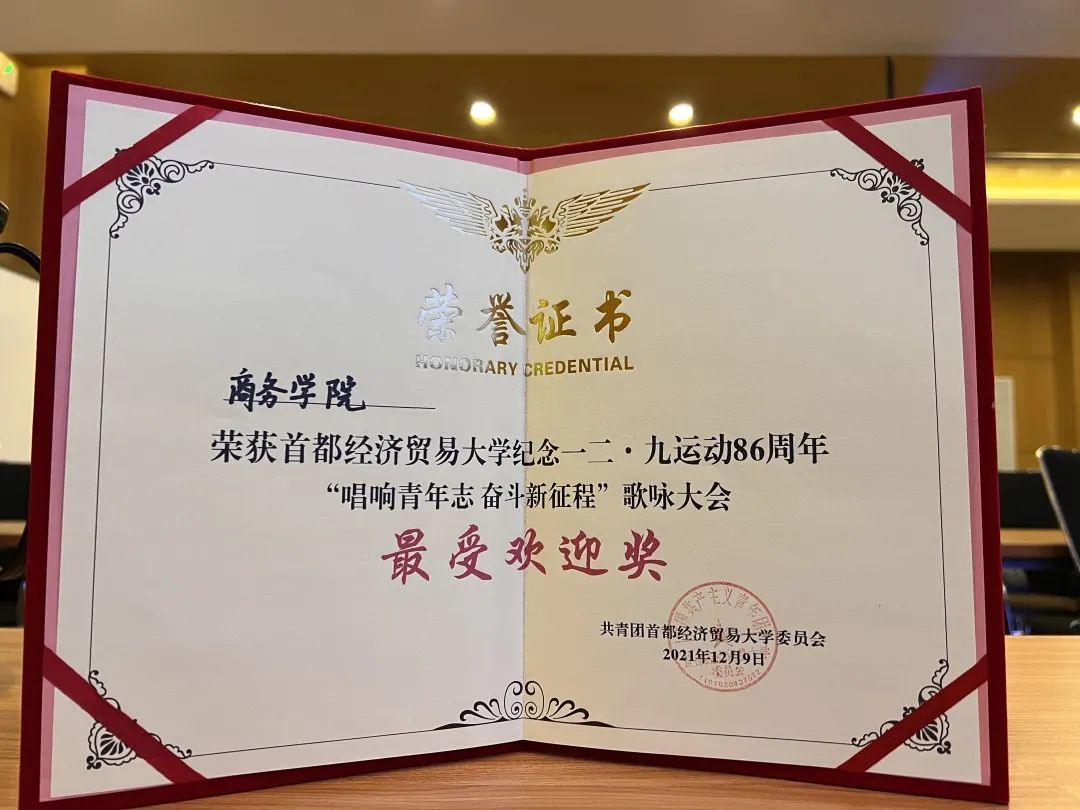 荣誉证书
HONORARY CREDENTIAL
商务学院
荣获首都经济贸易大学纪念一二·九运动86周年
“唱响青年志 奋斗新征程”歌咏大会
最受欢迎奖
共青团首都经济贸易大学委员会
2021年12月9日